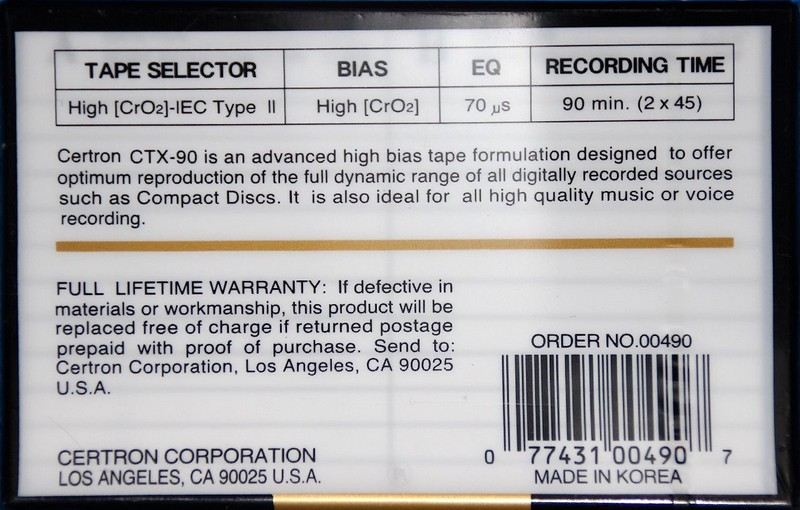 TAPE SELECTOR BIAS EQ RECORDING TIME
High [CrO2]-IEC Type II High [CrO2] 70 µs 90 min. (2 x 45)
Certron CTX-90 is an advanced high bias tape formulation designed to offer
optimum reproduction of the full dynamic range of all digitally recorded sources
such as Compact Discs. It is also ideal for all high quality music or voice
recording.
FULL LIFETIME WARRANTY: If defective in
materials or workmanship, this product will be
replaced free of charge if returned postage
prepaid with proof of purchase. Send to:
Certron Corporation, Los Angeles, CA 90025
U.S.A.
CERTRON CORPORATION
LOS ANGELES, CA 90025 U.S.A.
ORDER NO.00490
0 77431 00490 7
MADE IN KOREA